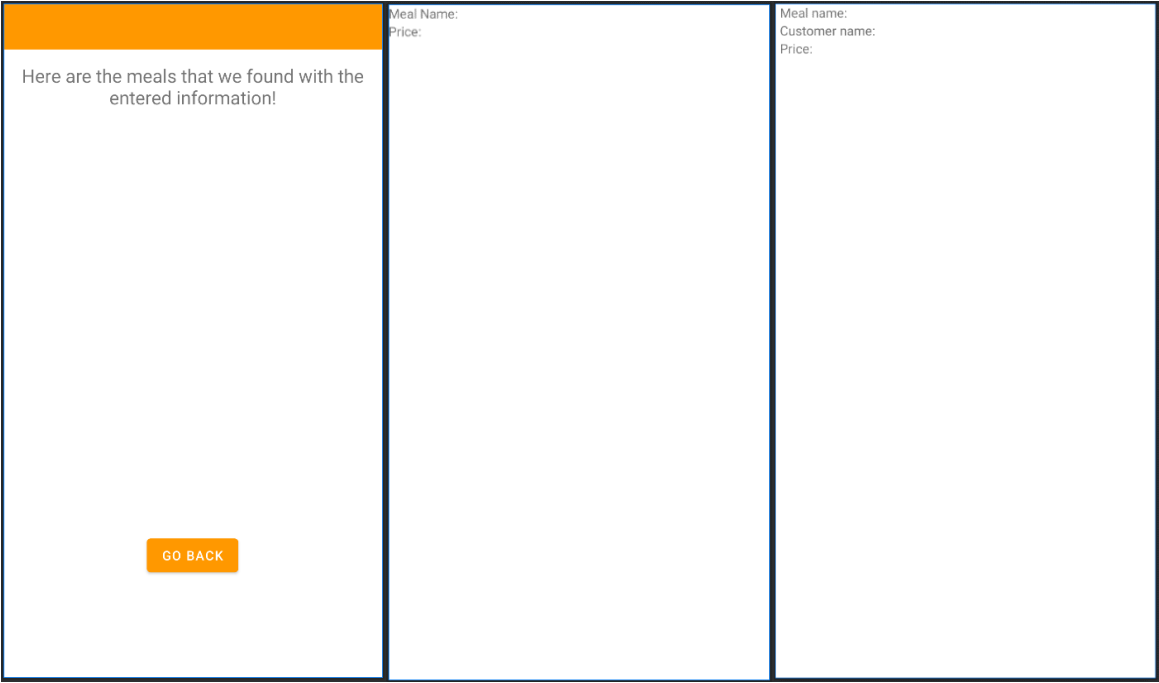 Here are the meals that we found with the
entered information!
GO BACK
Meal Name:
Price:
Meal name:
Customer name:
Price: